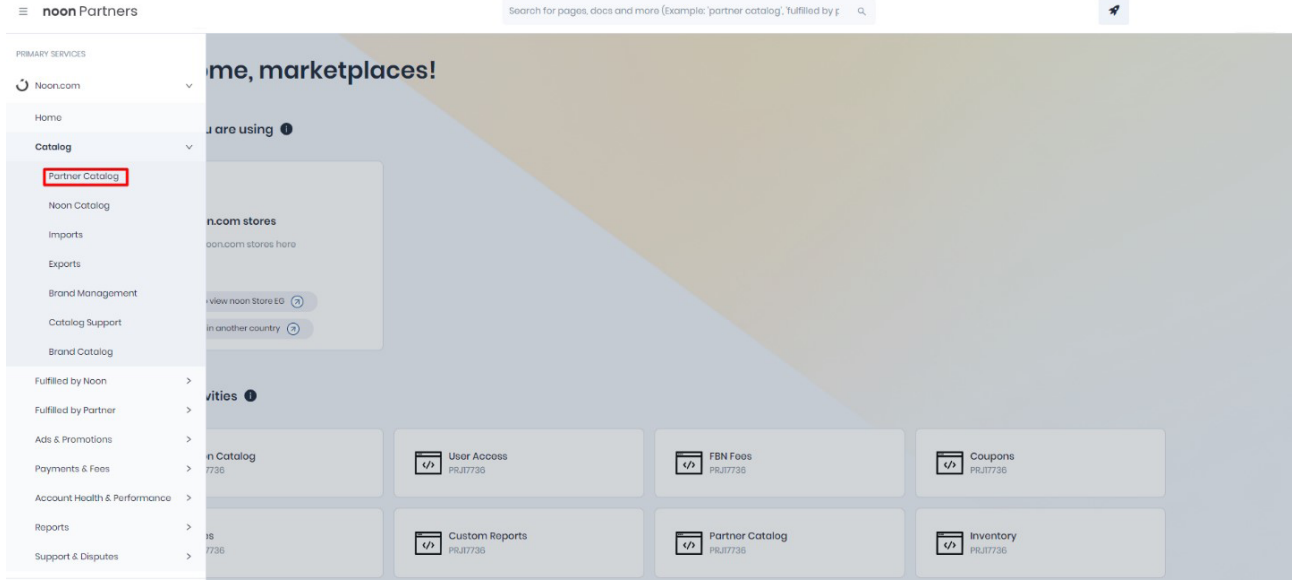 noon Partners
Search for pages, docs and more (Example: 'partner catalog', 'fulfilled by p
PRIMARY SERVICES
Noon.com
Home
Catalog
Partner Catalog
Noon Catalog
Imports
Exports
Brand Management
Catalog Support
Brand Catalog
Fulfilled by Noon
Fulfilled by Partner
Ads & Promotions
Payments & Fees
Account Health & Performance
Reports
Support & Disputes
ome, marketplaces!
u are using
n.com stores
oon.com stores here
view noon Store EG
in another country
vities
n Catalog
7736
User Access
PRJ17736
FBN Fees
PRJ17736
Coupons
PRJ17736
es
7736
Custom Reports
PRJ17736
Partner Catalog
PRJ17736
Inventory
PRJ17736